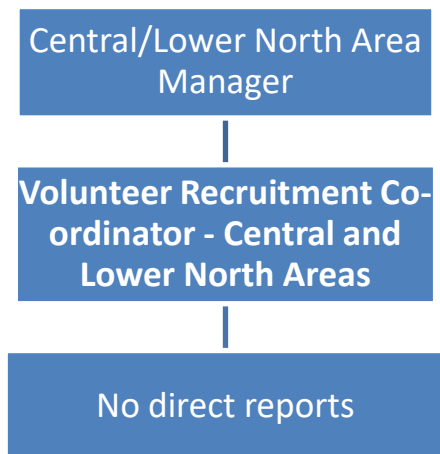 Central/Lower North Area
Manager
Volunteer Recruitment Co-
ordinator - Central and
Lower North Areas
No direct reports